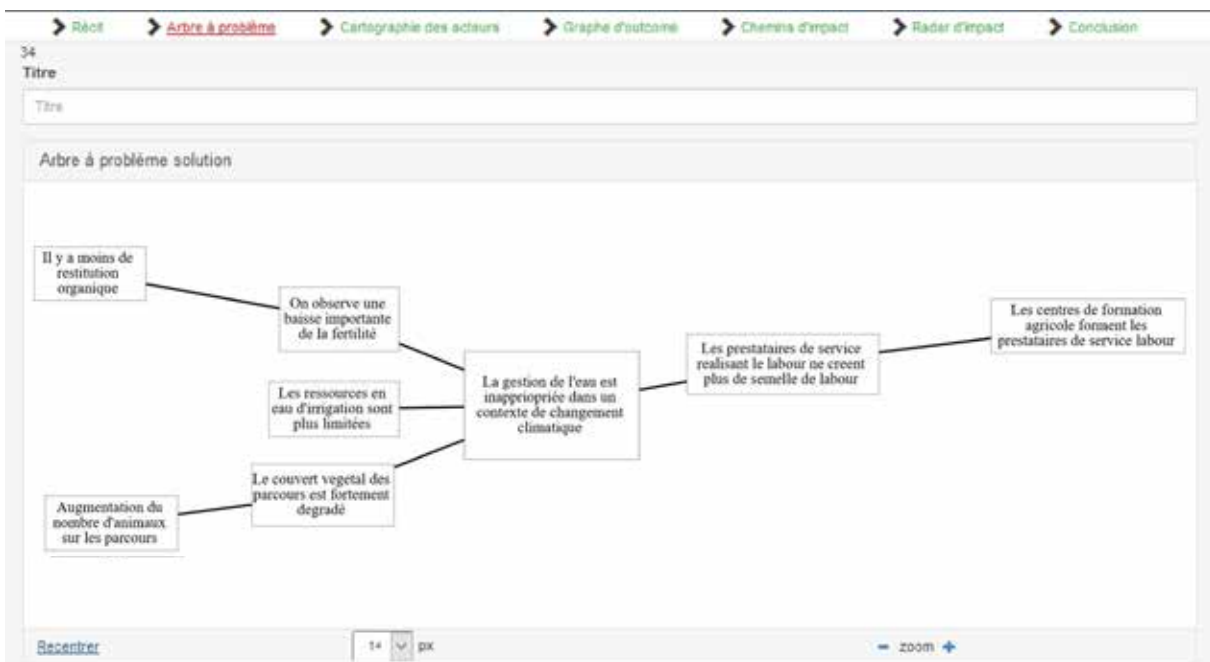 Récit Arbre à problème Cartographie des acteurs Graphe d'outcome Chemins d'impact Radar d'impact Conclusion
34
Titre
Titre
Arbre à problème solution
Il y a moins de
restitution
organique
On observe une
baisse importante
de la fertilité
Les ressources en
eau d'irrigation sont
plus limitées
Le couvert vegetal des
parcours est fortement
degradé
Augmentation du
nombre d'animaux
sur les parcours
La gestion de l'eau est
inappriopriée dans un
contexte de changement
climatique
Les prestataires de service
realisant le labour ne creent
plus de semelle de labour
Les centres de formation
agricole forment les
prestataires de service labour
Recentrer 14 px - zoom +